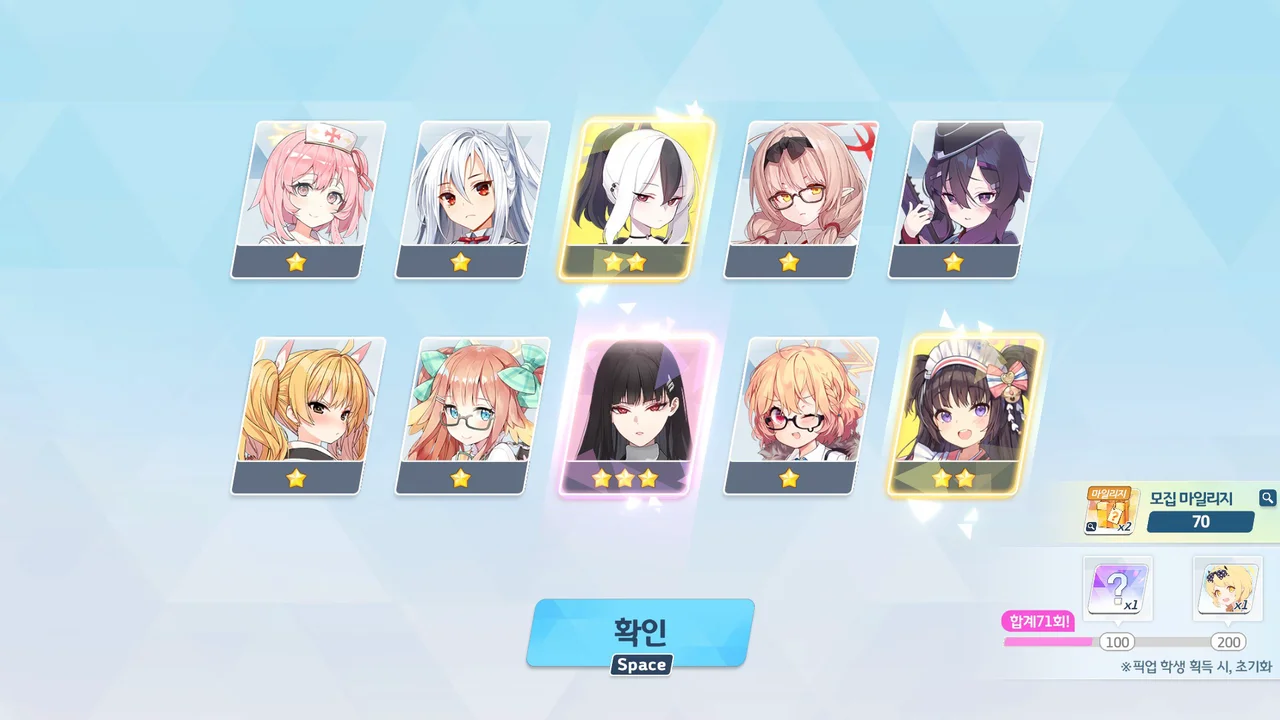 마일리지
x2
모집 마일리지
70
x1
x1
합계71회!
100
200
※픽업 학생 획득 시, 초기화
확인
Space